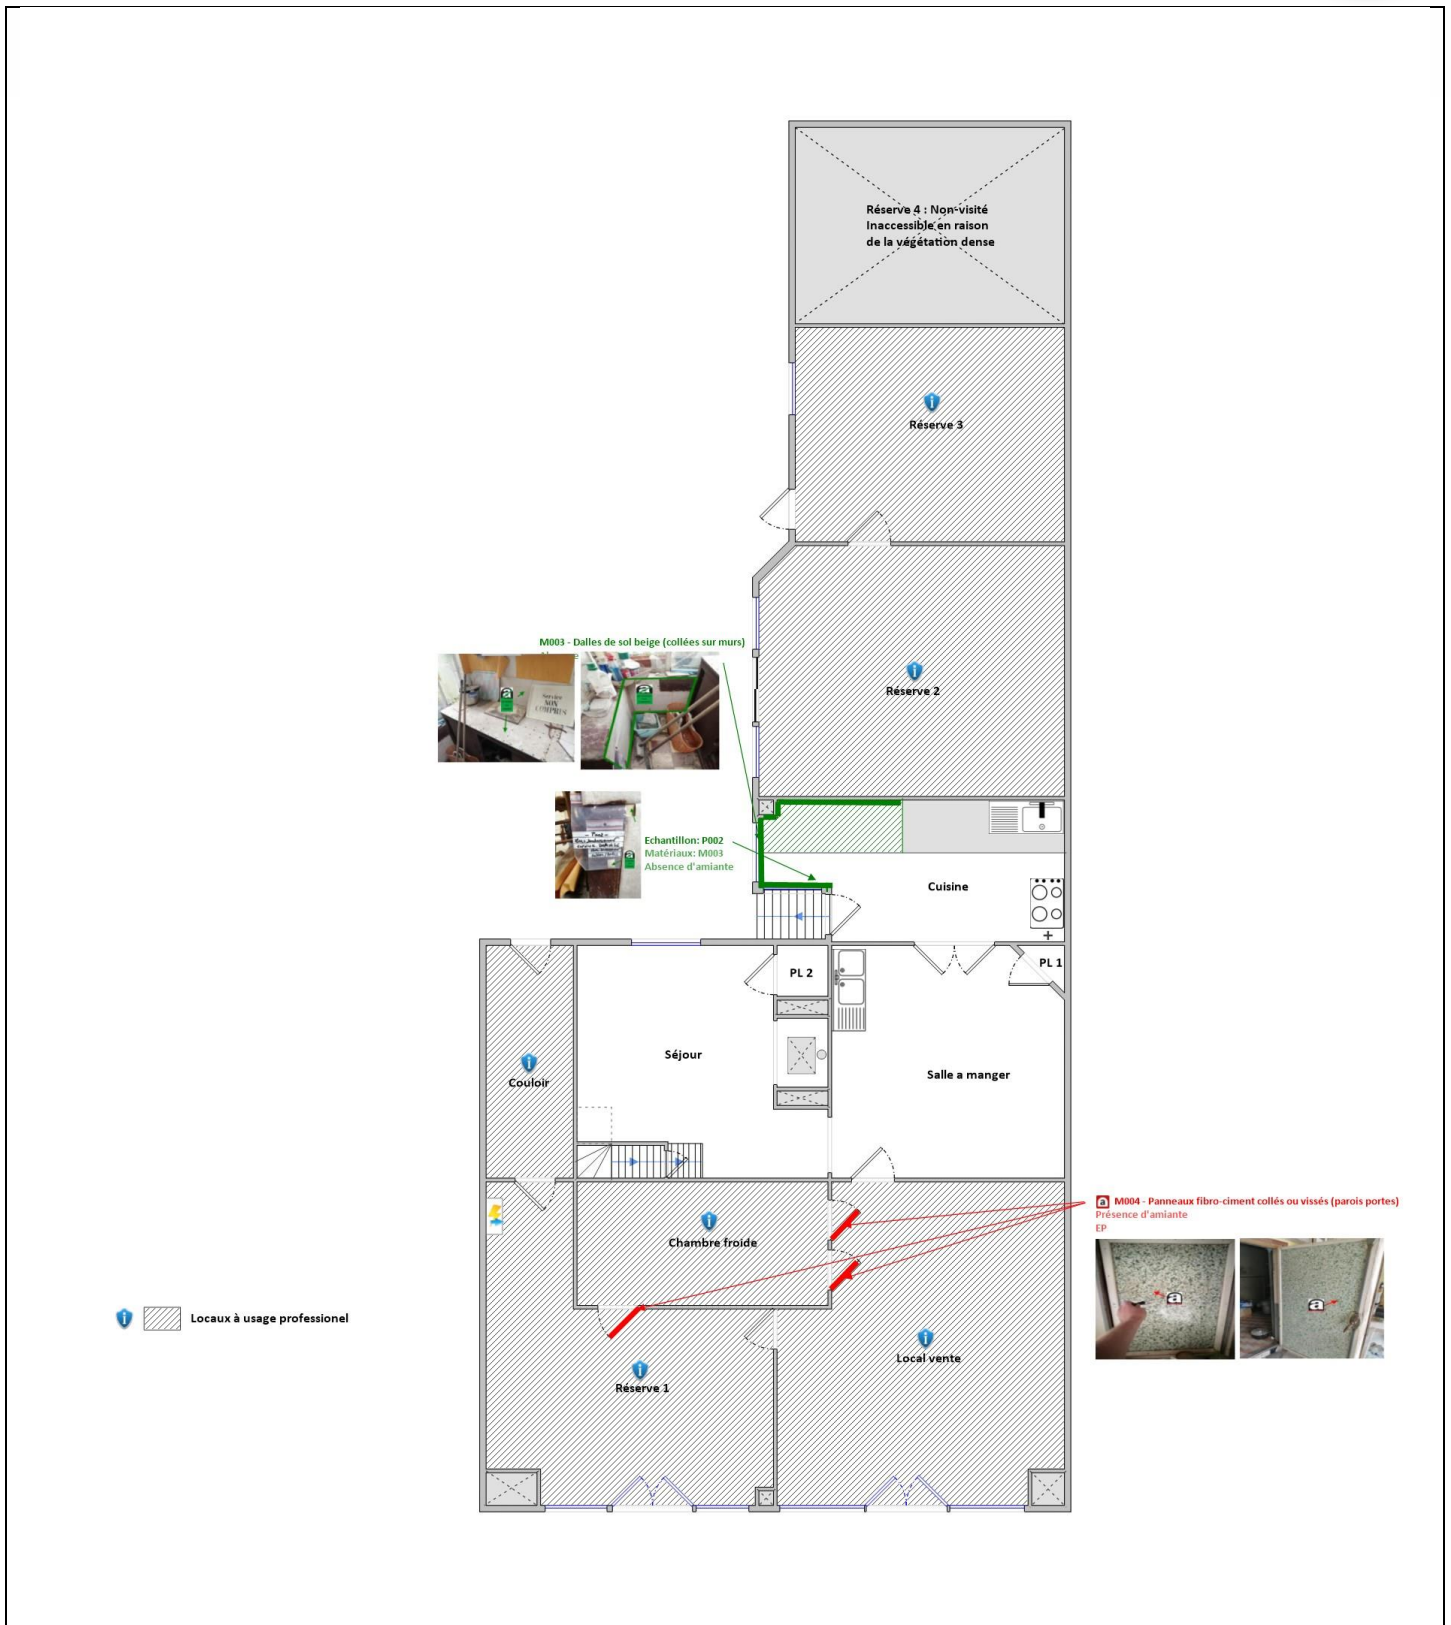 Réserve 4 : Non-visité
Inaccessible en raison
de la végétation dense
Réserve 3
M003 - Dalles de sol beige (collées sur murs)
Service
NON
COMPRIS
Réserve 2
Echantillon: P002
Matériaux: M003
Absence d'amiante
Cuisine
PL 1
PL 2
Séjour
Salle a manger
Couloir
a M004 - Panneaux fibro-ciment collés ou vissés (parois portes)
Présence d'amiante
EP
Chambre froide
Locaux à usage professionel
Local vente
Réserve 1